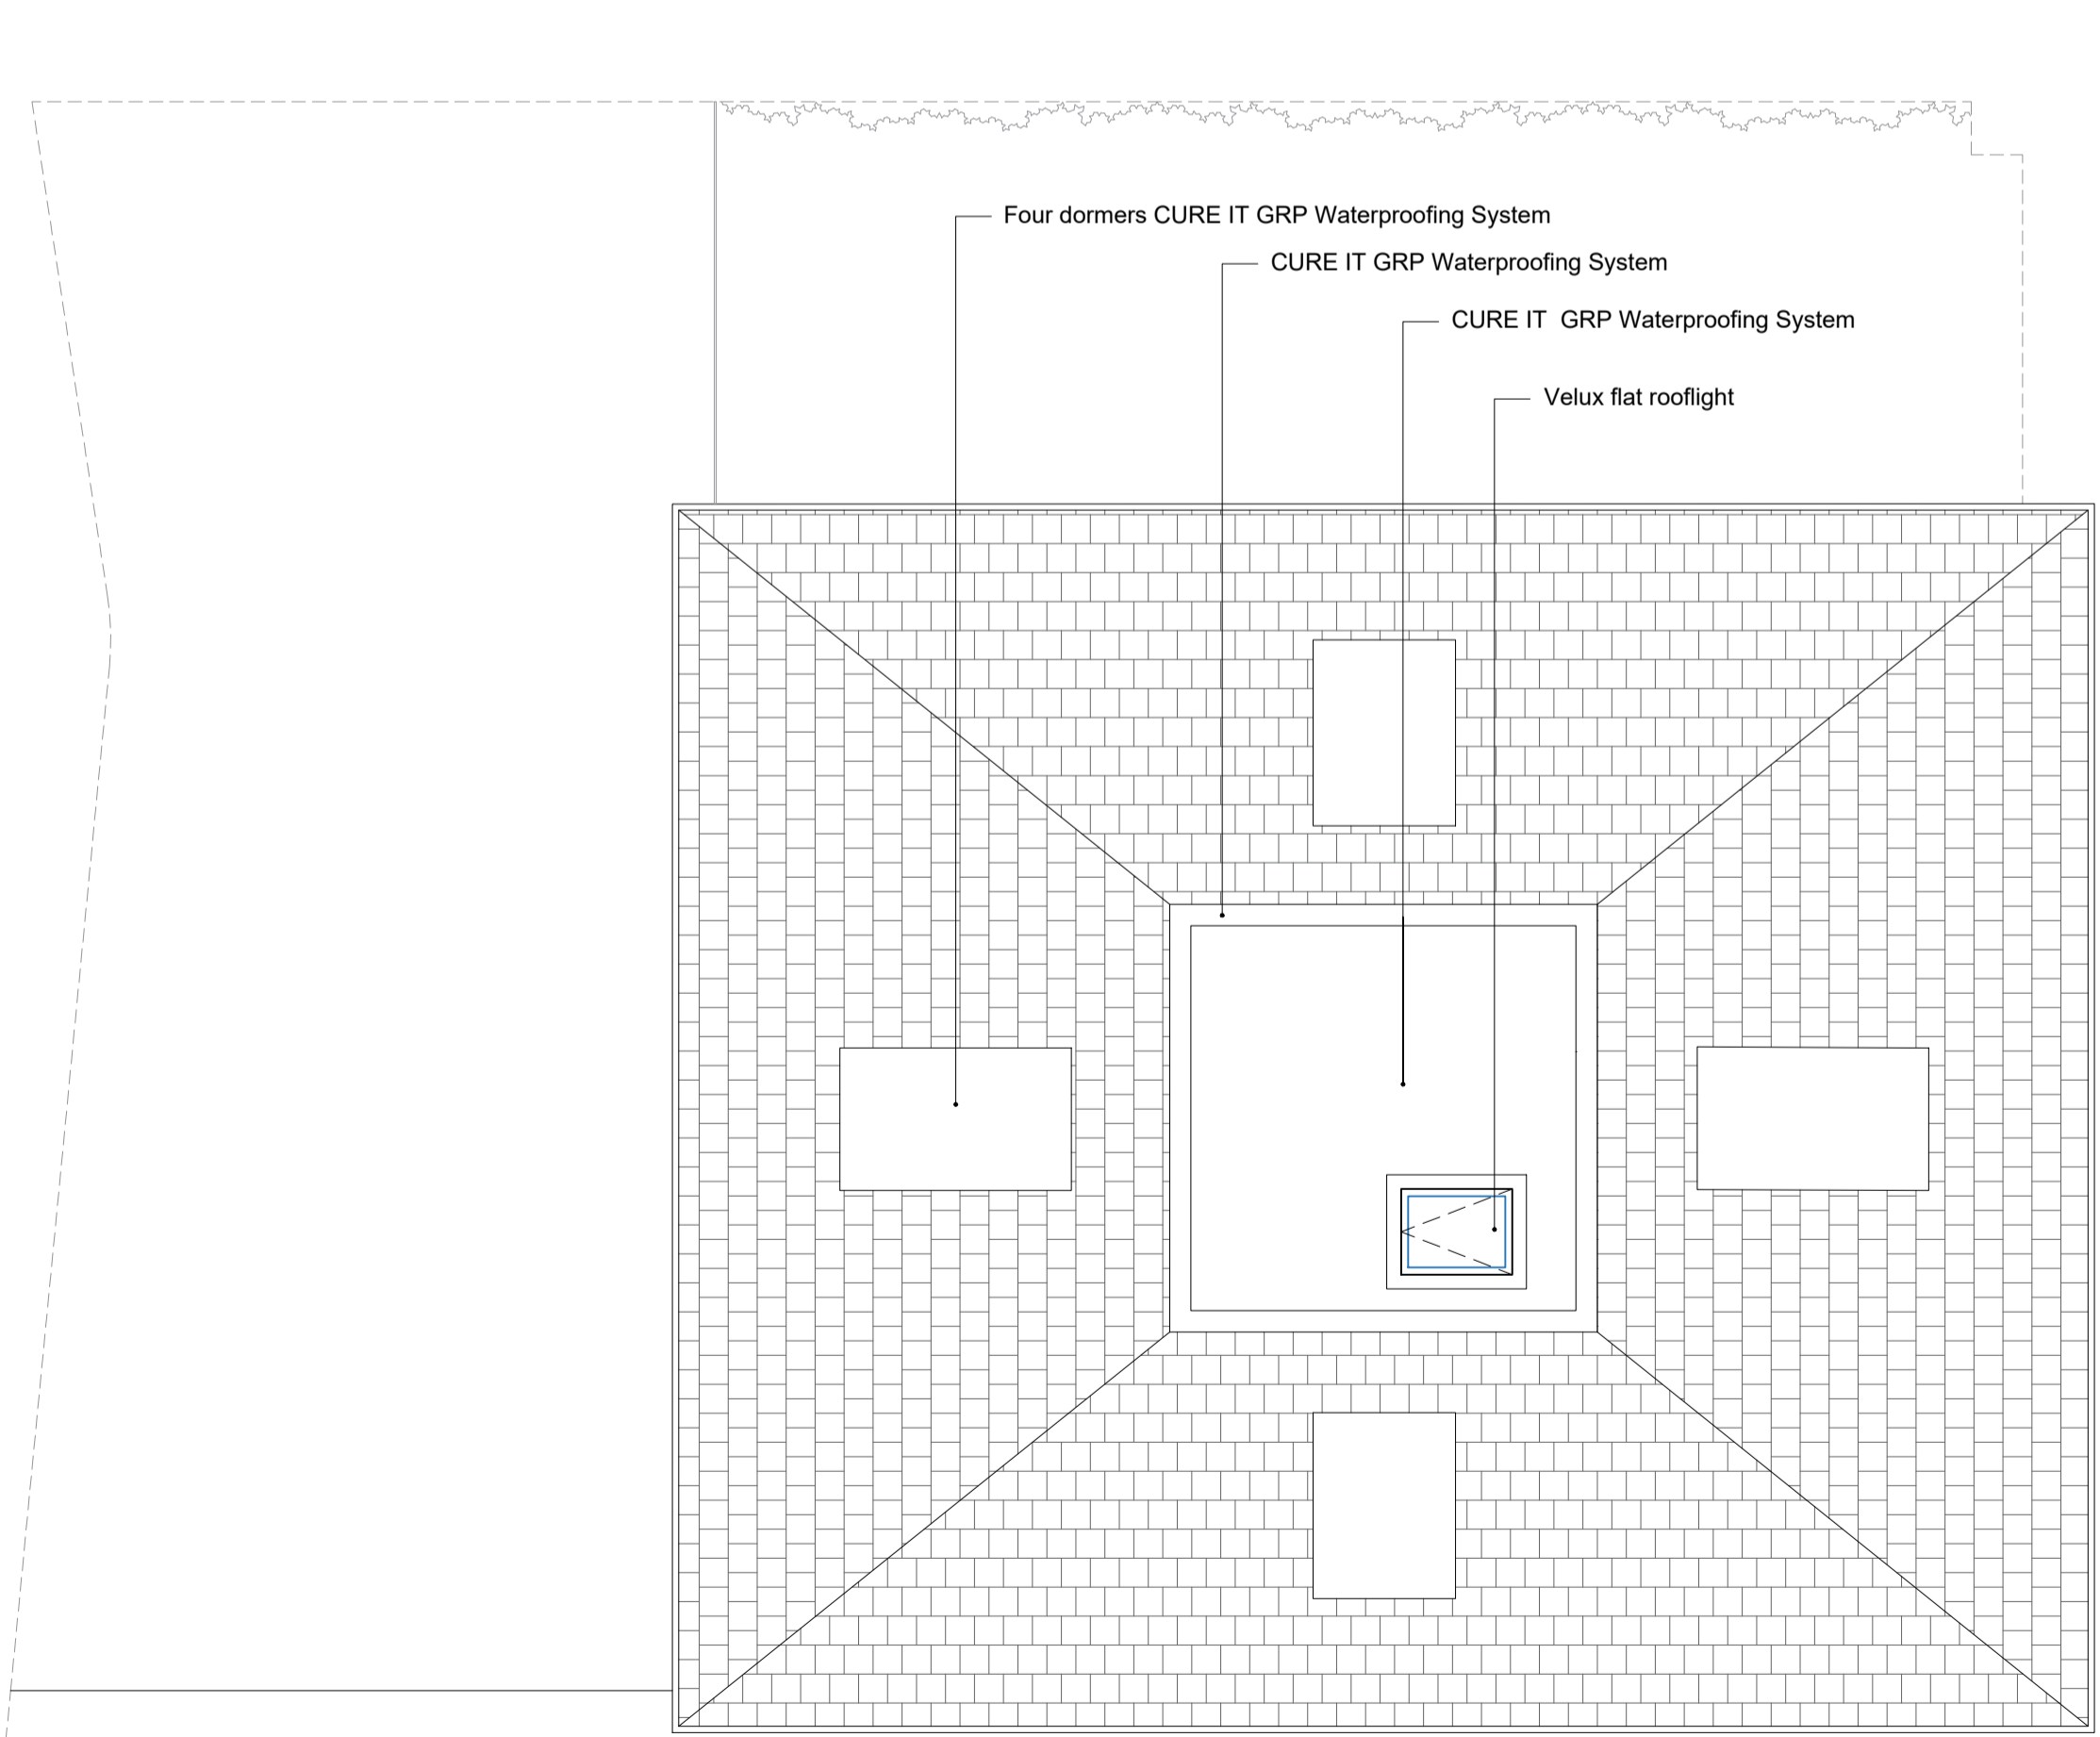 Four dormers CURE IT GRP Waterproofing System
CURE IT GRP Waterproofing System
CURE IT  GRP Waterproofing System
Velux flat rooflight